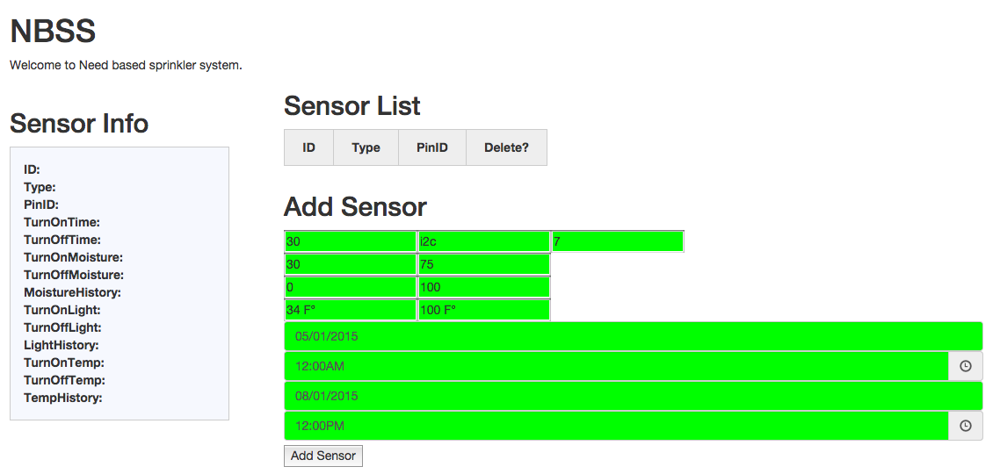 NBSS
Welcome to Need based sprinkler system.
Sensor Info
ID:
Type:
PinID:
TurnOnTime:
TurnOffTime:
TurnOnMoisture:
TurnOffMoisture:
MoistureHistory:
TurnOnLight:
TurnOffLight:
LightHistory:
TurnOnTemp:
TurnOffTemp:
TempHistory:
Sensor List
ID Type PinID Delete?
Add Sensor
30 i2c 7
30 75
0 100
34 F° 100 F°
05/01/2015
12:00AM
08/01/2015
12:00PM
Add Sensor